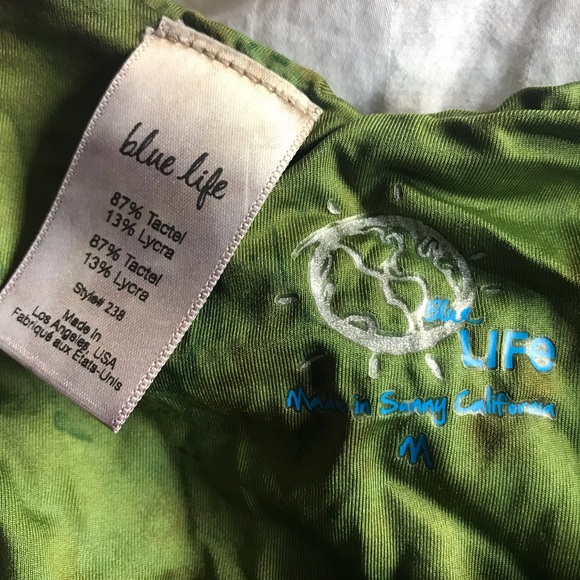 blue life
87% Tactel
13% Lycra
87% Tactel
13% Lycra
Style# 238
Made in
Los Angeles, USA
Fabriqué aux Etats-Unis
Blue
LIFe
Made in Sunny California
M